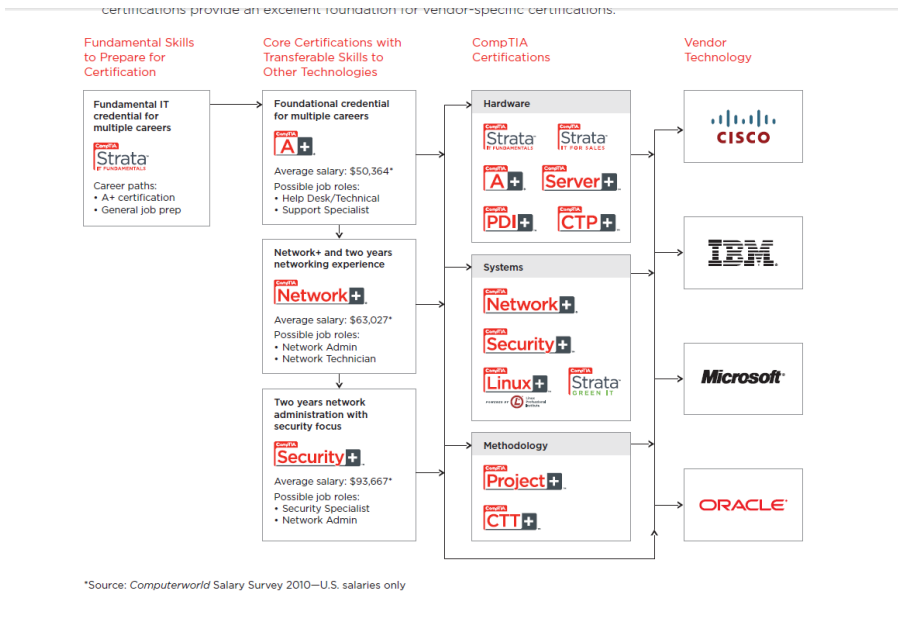 certifications provide an excellent foundation for vendor-specific certifications.
Fundamental Skills
to Prepare for
Certification
Core Certifications with
Transferable Skills to
Other Technologies
CompTIA
Certifications
Vendor
Technology
Fundamental IT
credential for
multiple careers
CompTIA
Strata
IT FUNDAMENTALS
Career paths:
• A+ certification
• General job prep
Foundational credential
for multiple careers
CompTIA
A+
Average salary: $50,364*
Possible job roles:
• Help Desk/Technical
• Support Specialist
Network+ and two years
networking experience
CompTIA
Network+
Average salary: $63,027*
Possible job roles:
• Network Admin
• Network Technician
Two years network
administration with
security focus
CompTIA
Security+
Average salary: $93,667*
Possible job roles:
• Security Specialist
• Network Admin
Hardware
CompTIA
Strata
IT FUNDAMENTALS
CompTIA
Strata
IT FOR SALES
CompTIA
A+
CompTIA
Server+
CompTIA
PDI+
CompTIA
CTP+
Systems
CompTIA
Network+
CompTIA
Security+
CompTIA
Linux+
POWERED BY
Linux
Professional
Institute
CompTIA
Strata
GREEN IT
Methodology
CompTIA
Project+
CompTIA
CTT+
CISCO
IBM
Microsoft
ORACLE
*Source: Computerworld Salary Survey 2010—U.S. salaries only